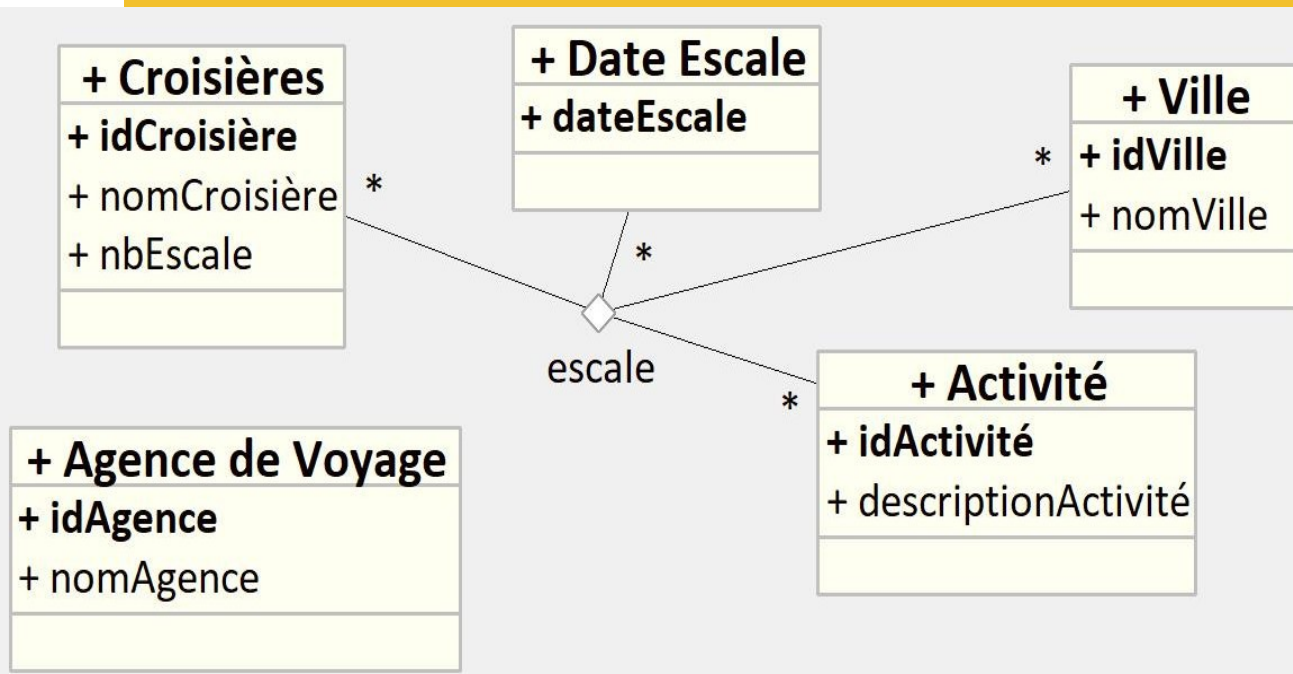 + Croisières
+ idCroisière
+ nomCroisière
+ nbEscale
*
+ Date Escale
+ dateEscale
*
+ Ville
+ idVille
+ nomVille
*
escale
+ Activité
+ idActivité
+ descriptionActivité
*
+ Agence de Voyage
+ idAgence
+ nomAgence